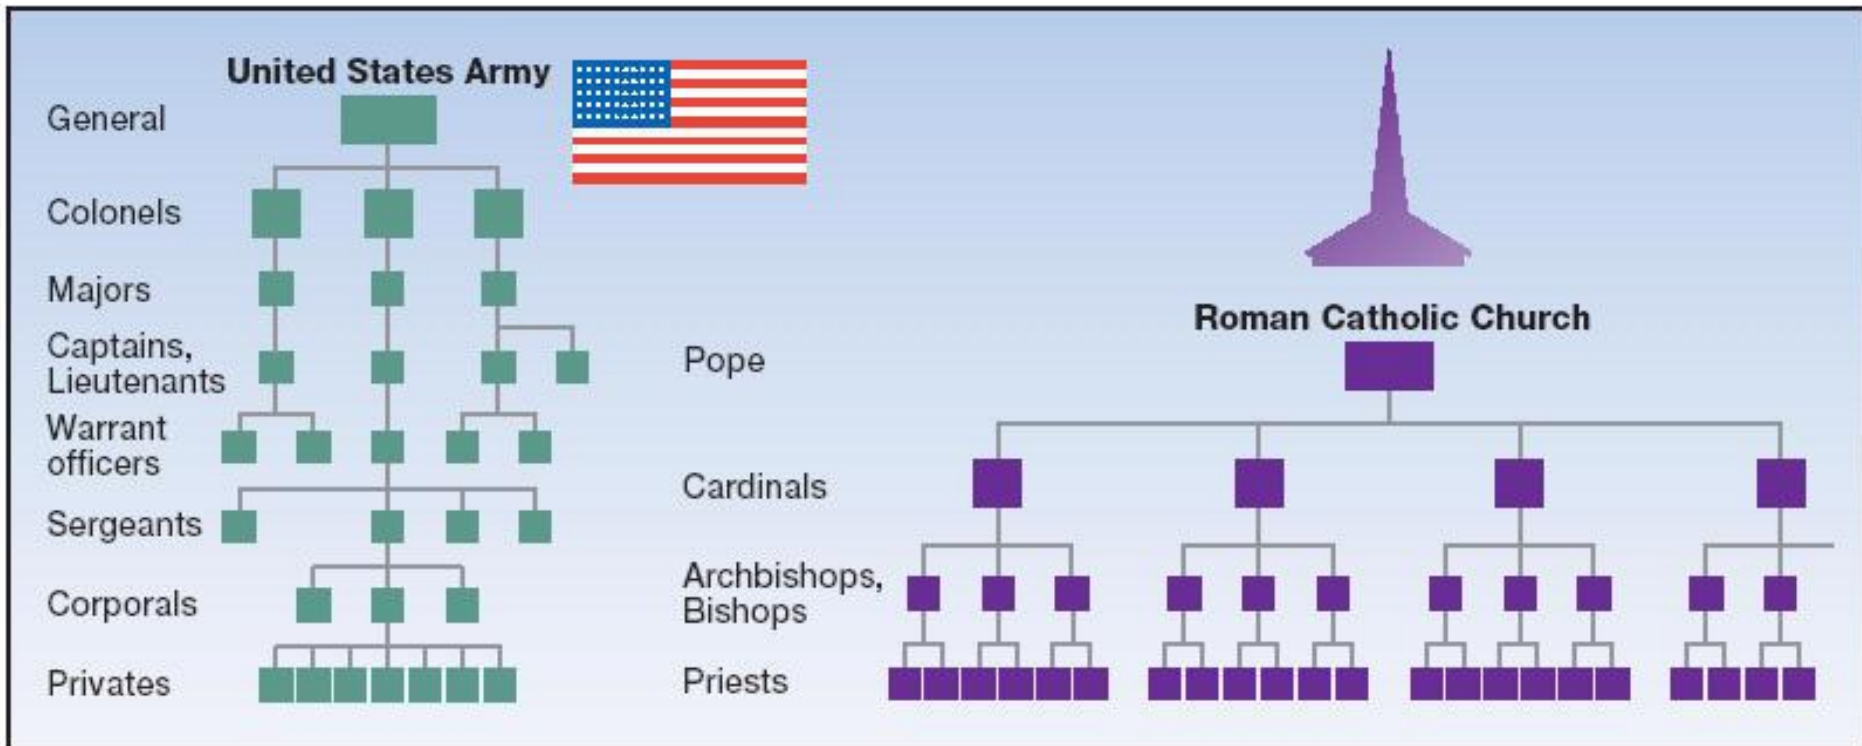 United States Army
General
Colonels
Majors
Captains,
Lieutenants
Warrant
officers
Sergeants
Corporals
Privates
Roman Catholic Church
Pope
Cardinals
Archbishops,
Bishops
Priests